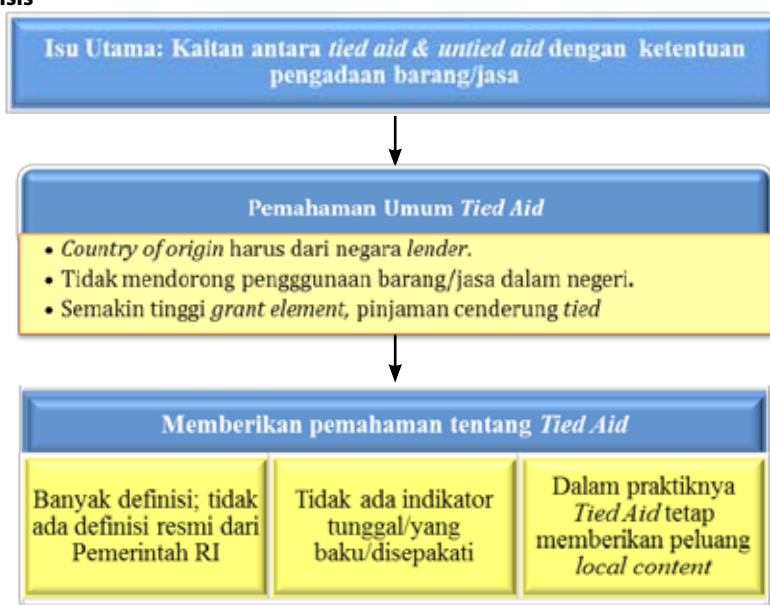 Isu Utama: Kaitan antara tied aid & untied aid dengan ketentuan
pengadaan barang/jasa
Pemahaman Umum Tied Aid
• Country of origin harus dari negara lender.
• Tidak mendorong pengggunaan barang/jasa dalam negeri.
• Semakin tinggi grant element, pinjaman cenderung tied
Memberikan pemahaman tentang Tied Aid
Banyak definisi; tidak
ada definisi resmi dari
Pemerintah RI
Tidak ada indikator
tunggal/yang
baku/disepakati
Dalam praktiknya
Tied Aid tetap
memberikan peluang
local content